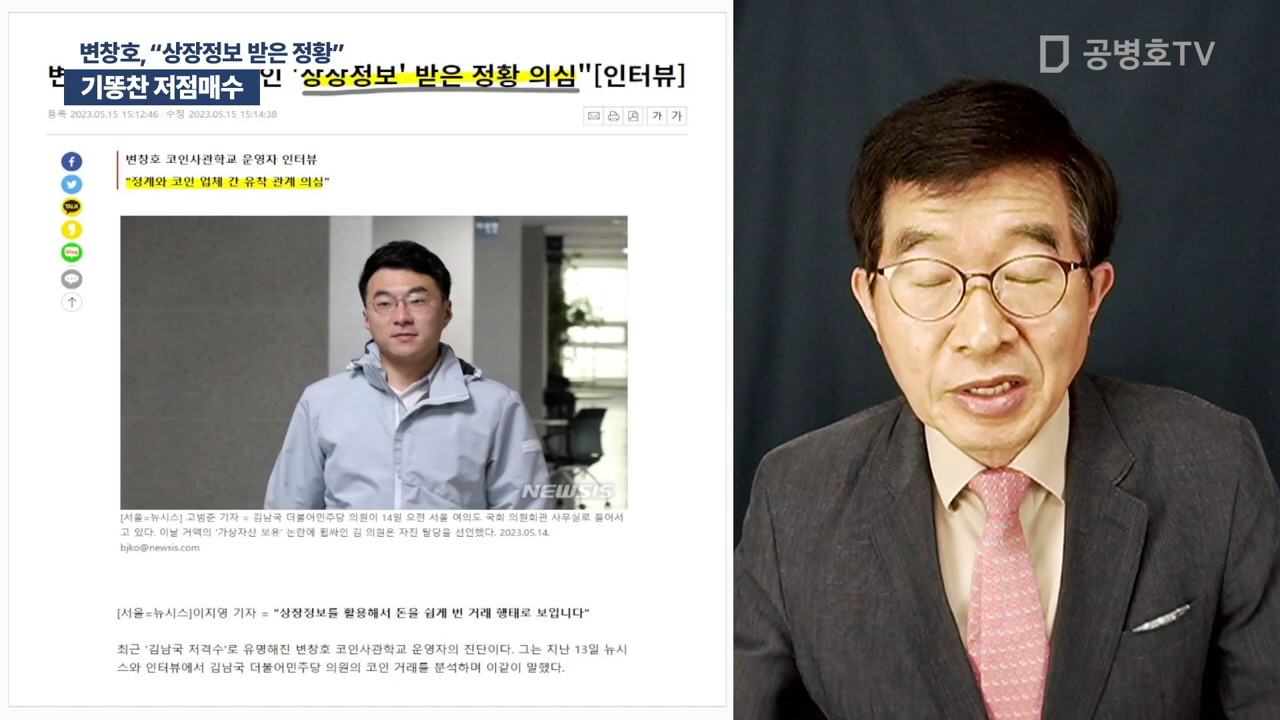 변창호, “상장정보 받은 정황”
기똥찬 저점매수
인 '상장정보' 받은 정황 의심"[인터뷰]
등록 2023.05.15 15:12:46 | 수정 2023.05.15 15:14:38
가 가
변창호 코인사관학교 운영자 인터뷰
"정계와 코인 업체 간 유착 관계 의심"
TALK
blog
NEWSIS
[서울=뉴시스] 고범준 기자 = 김남국 더불어민주당 의원이 14일 오전 서울 여의도 국회 의원회관 사무실로 들어서
고 있다. 이날 거액의 '가상자산 보유' 논란에 휩싸인 김 의원은 자진 탈당을 선언했다. 2023.05.14.
bjko@newsis.com
[서울=뉴시스]이지영 기자 = "상장정보를 활용해서 돈을 쉽게 번 거래 행태로 보입니다"
최근 '김남국 저격수'로 유명해진 변창호 코인사관학교 운영자의 진단이다. 그는 지난 13일 뉴시
스와 인터뷰에서 김남국 더불어민주당 의원의 코인 거래를 분석하며 이같이 말했다.
공병호TV